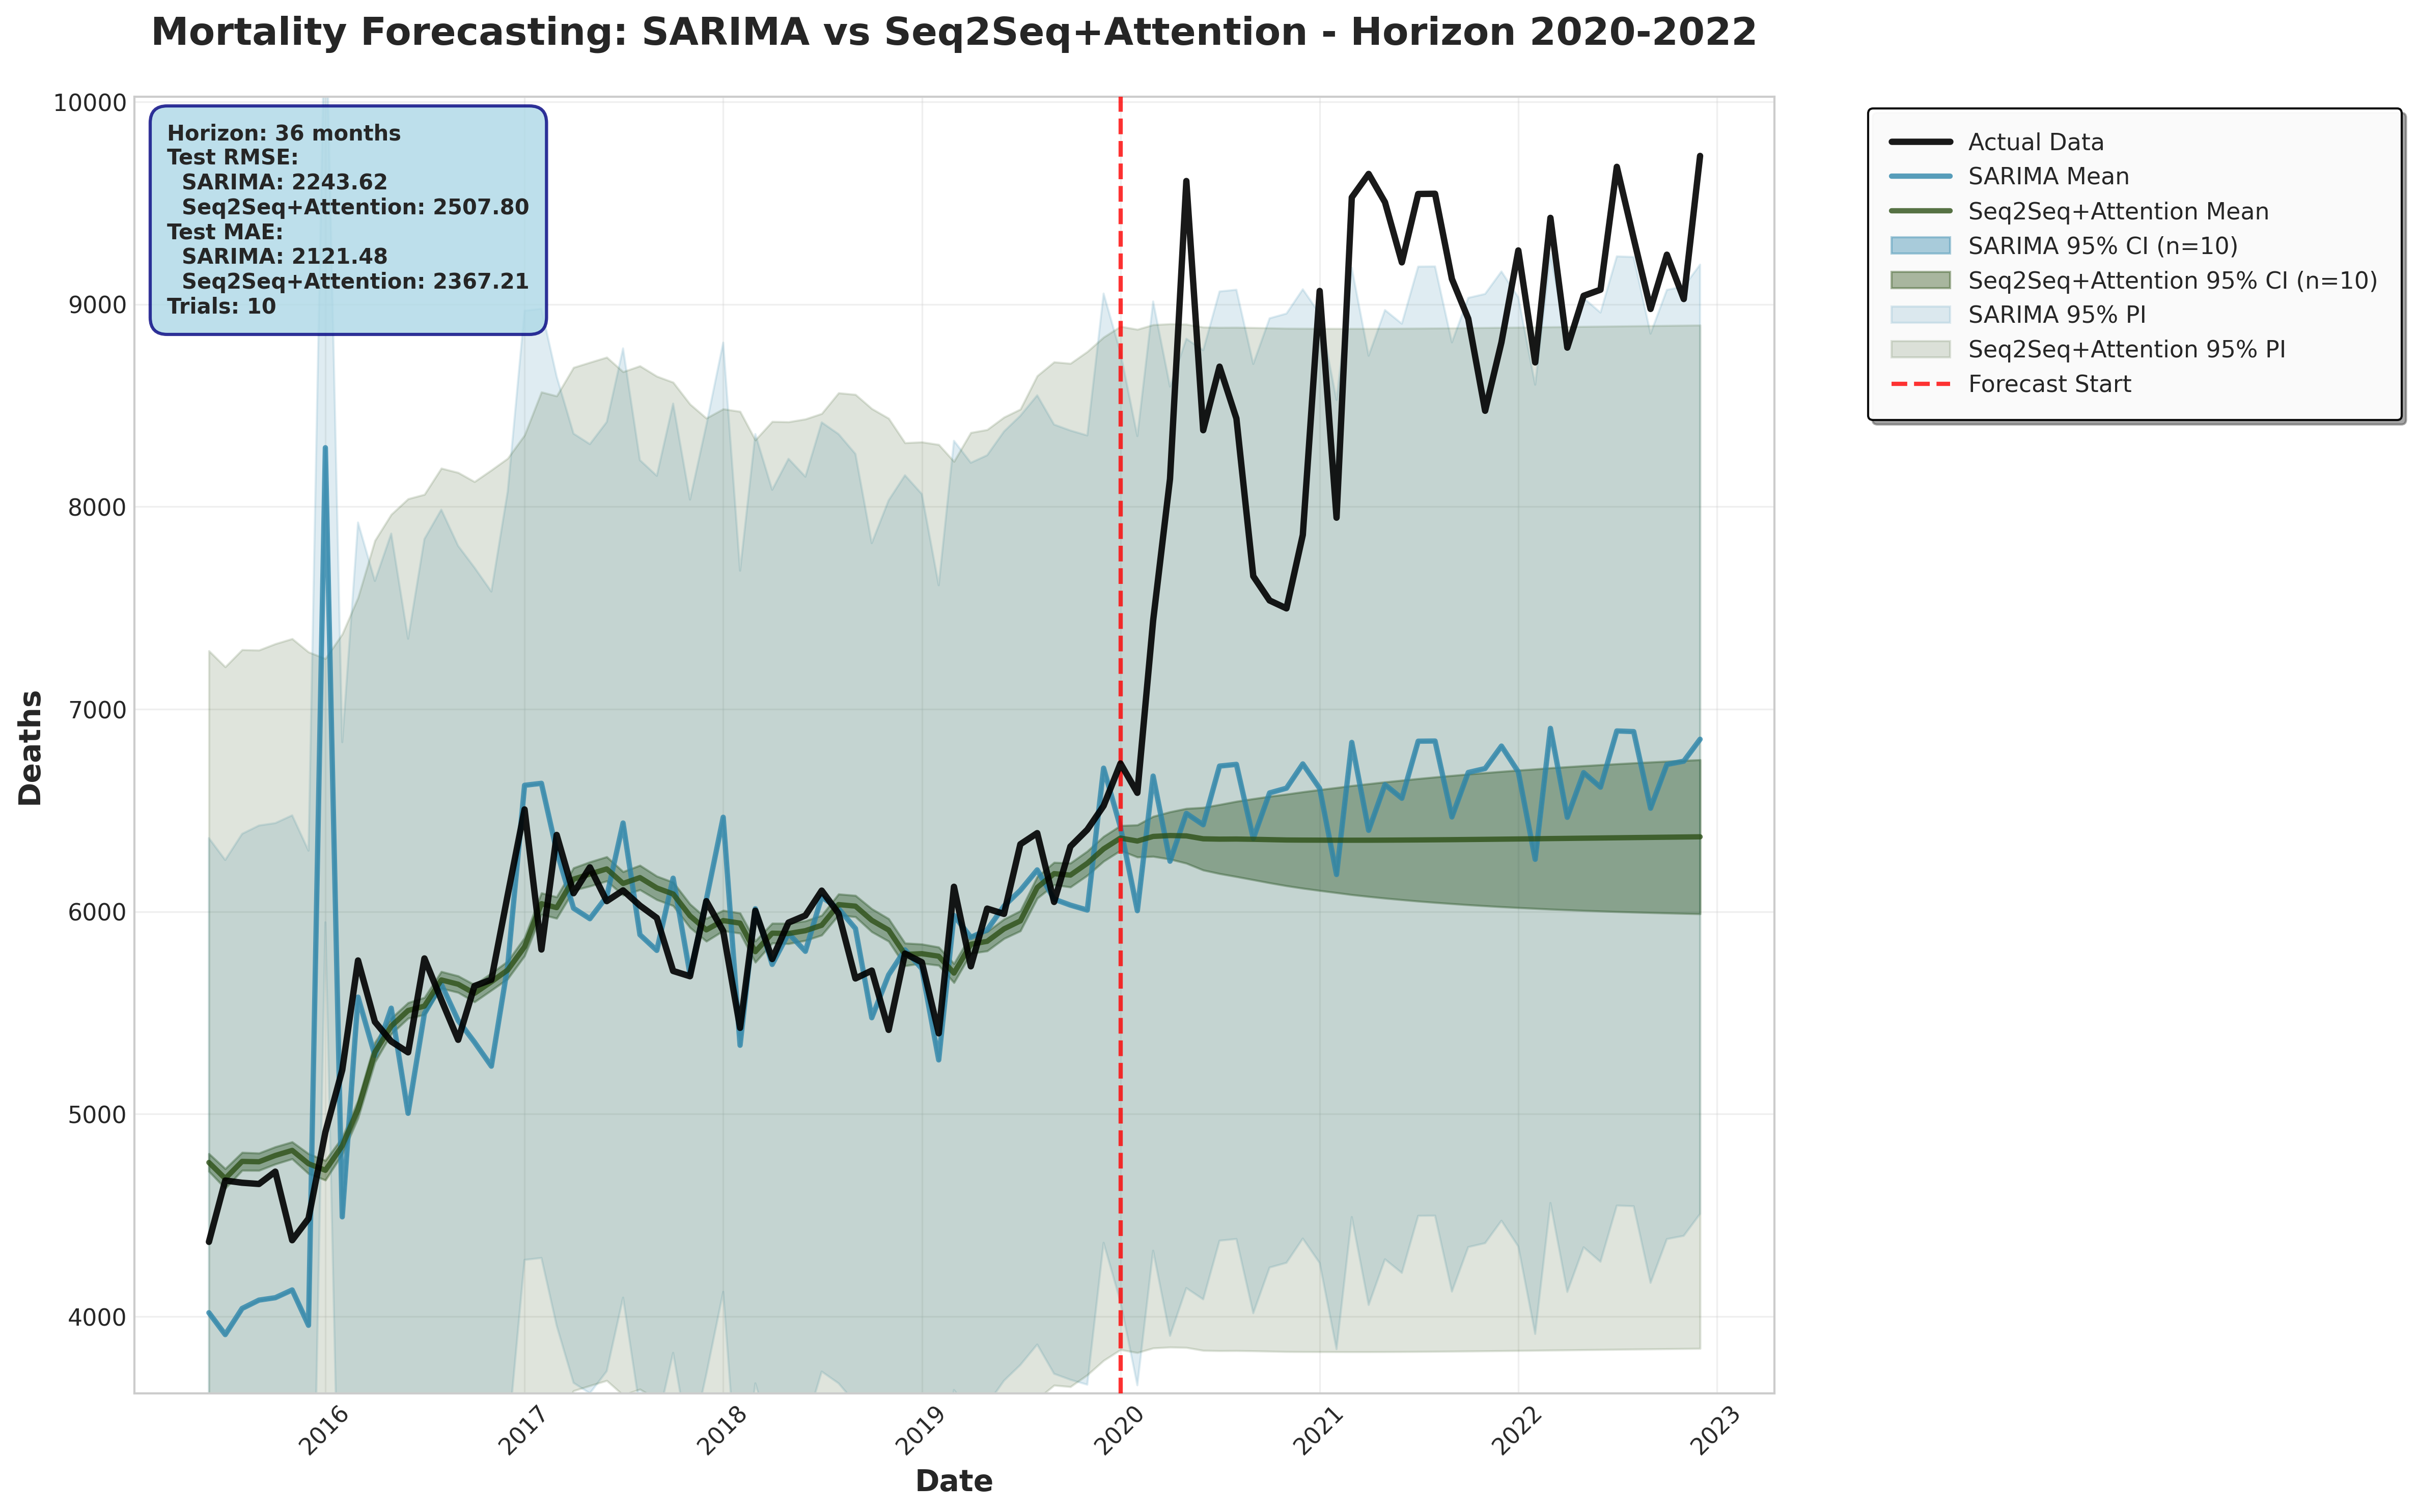 Mortality Forecasting: SARIMA vs Seq2Seq+Attention - Horizon 2020-2022
Horizon: 36 months
Test RMSE:
SARIMA: 2243.62
Seq2Seq+Attention: 2507.80
Test MAE:
SARIMA: 2121.48
Seq2Seq+Attention: 2367.21
Trials: 10
Actual Data
SARIMA Mean
Seq2Seq+Attention Mean
SARIMA 95% CI (n=10)
Seq2Seq+Attention 95% CI (n=10)
SARIMA 95% PI
Seq2Seq+Attention 95% PI
Forecast Start
Deaths
10000
9000
8000
7000
6000
5000
4000
2016
2017
2018
2019
2020
2021
2022
2023
Date